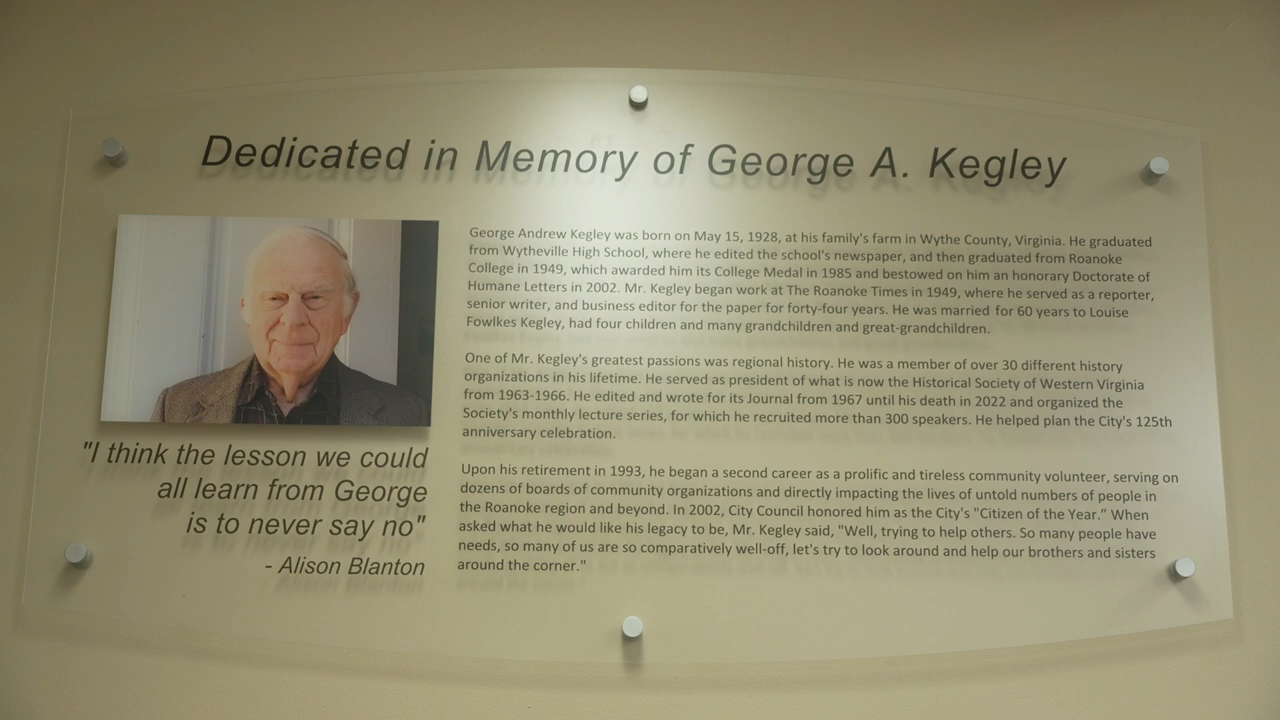 Dedicated in Memory of George A. Kegley
"I think the lesson we could
all learn from George
is to never say no"
- Alison Blanton
George Andrew Kegley was born on May 15, 1928, at his family's farm in Wythe County, Virginia. He graduated
from Wytheville High School, where he edited the school's newspaper, and then graduated from Roanoke
College in 1949, which awarded him its College Medal in 1985 and bestowed on him an honorary Doctorate of
Humane Letters in 2002. Mr. Kegley began work at The Roanoke Times in 1949, where he served as a reporter,
senior writer, and business editor for the paper for forty-four years. He was married for 60 years to Louise
Fowlkes Kegley, had four children and many grandchildren and great-grandchildren.
One of Mr. Kegley's greatest passions was regional history. He was a member of over 30 different history
organizations in his lifetime. He served as president of what is now the Historical Society of Western Virginia
from 1963-1966. He edited and wrote for its Journal from 1967 until his death in 2022 and organized the
Society's monthly lecture series, for which he recruited more than 300 speakers. He helped plan the City's 125th
anniversary celebration.
Upon his retirement in 1993, he began a second career as a prolific and tireless community volunteer, serving on
dozens of boards of community organizations and directly impacting the lives of untold numbers of people in
the Roanoke region and beyond. In 2002, City Council honored him as the City's "Citizen of the Year." When
asked what he would like his legacy to be, Mr. Kegley said, "Well, trying to help others. So many people have
needs, so many of us are so comparatively well-off, let's try to look around and help our brothers and sisters
around the corner."